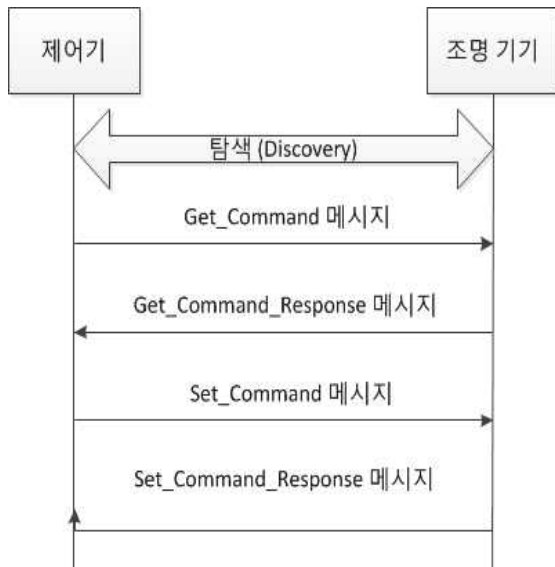 제어기
조명 기기
탐색 (Discovery)
Get_Command 메시지
Get_Command_Response 메시지
Set_Command 메시지
Set_Command_Response 메시지